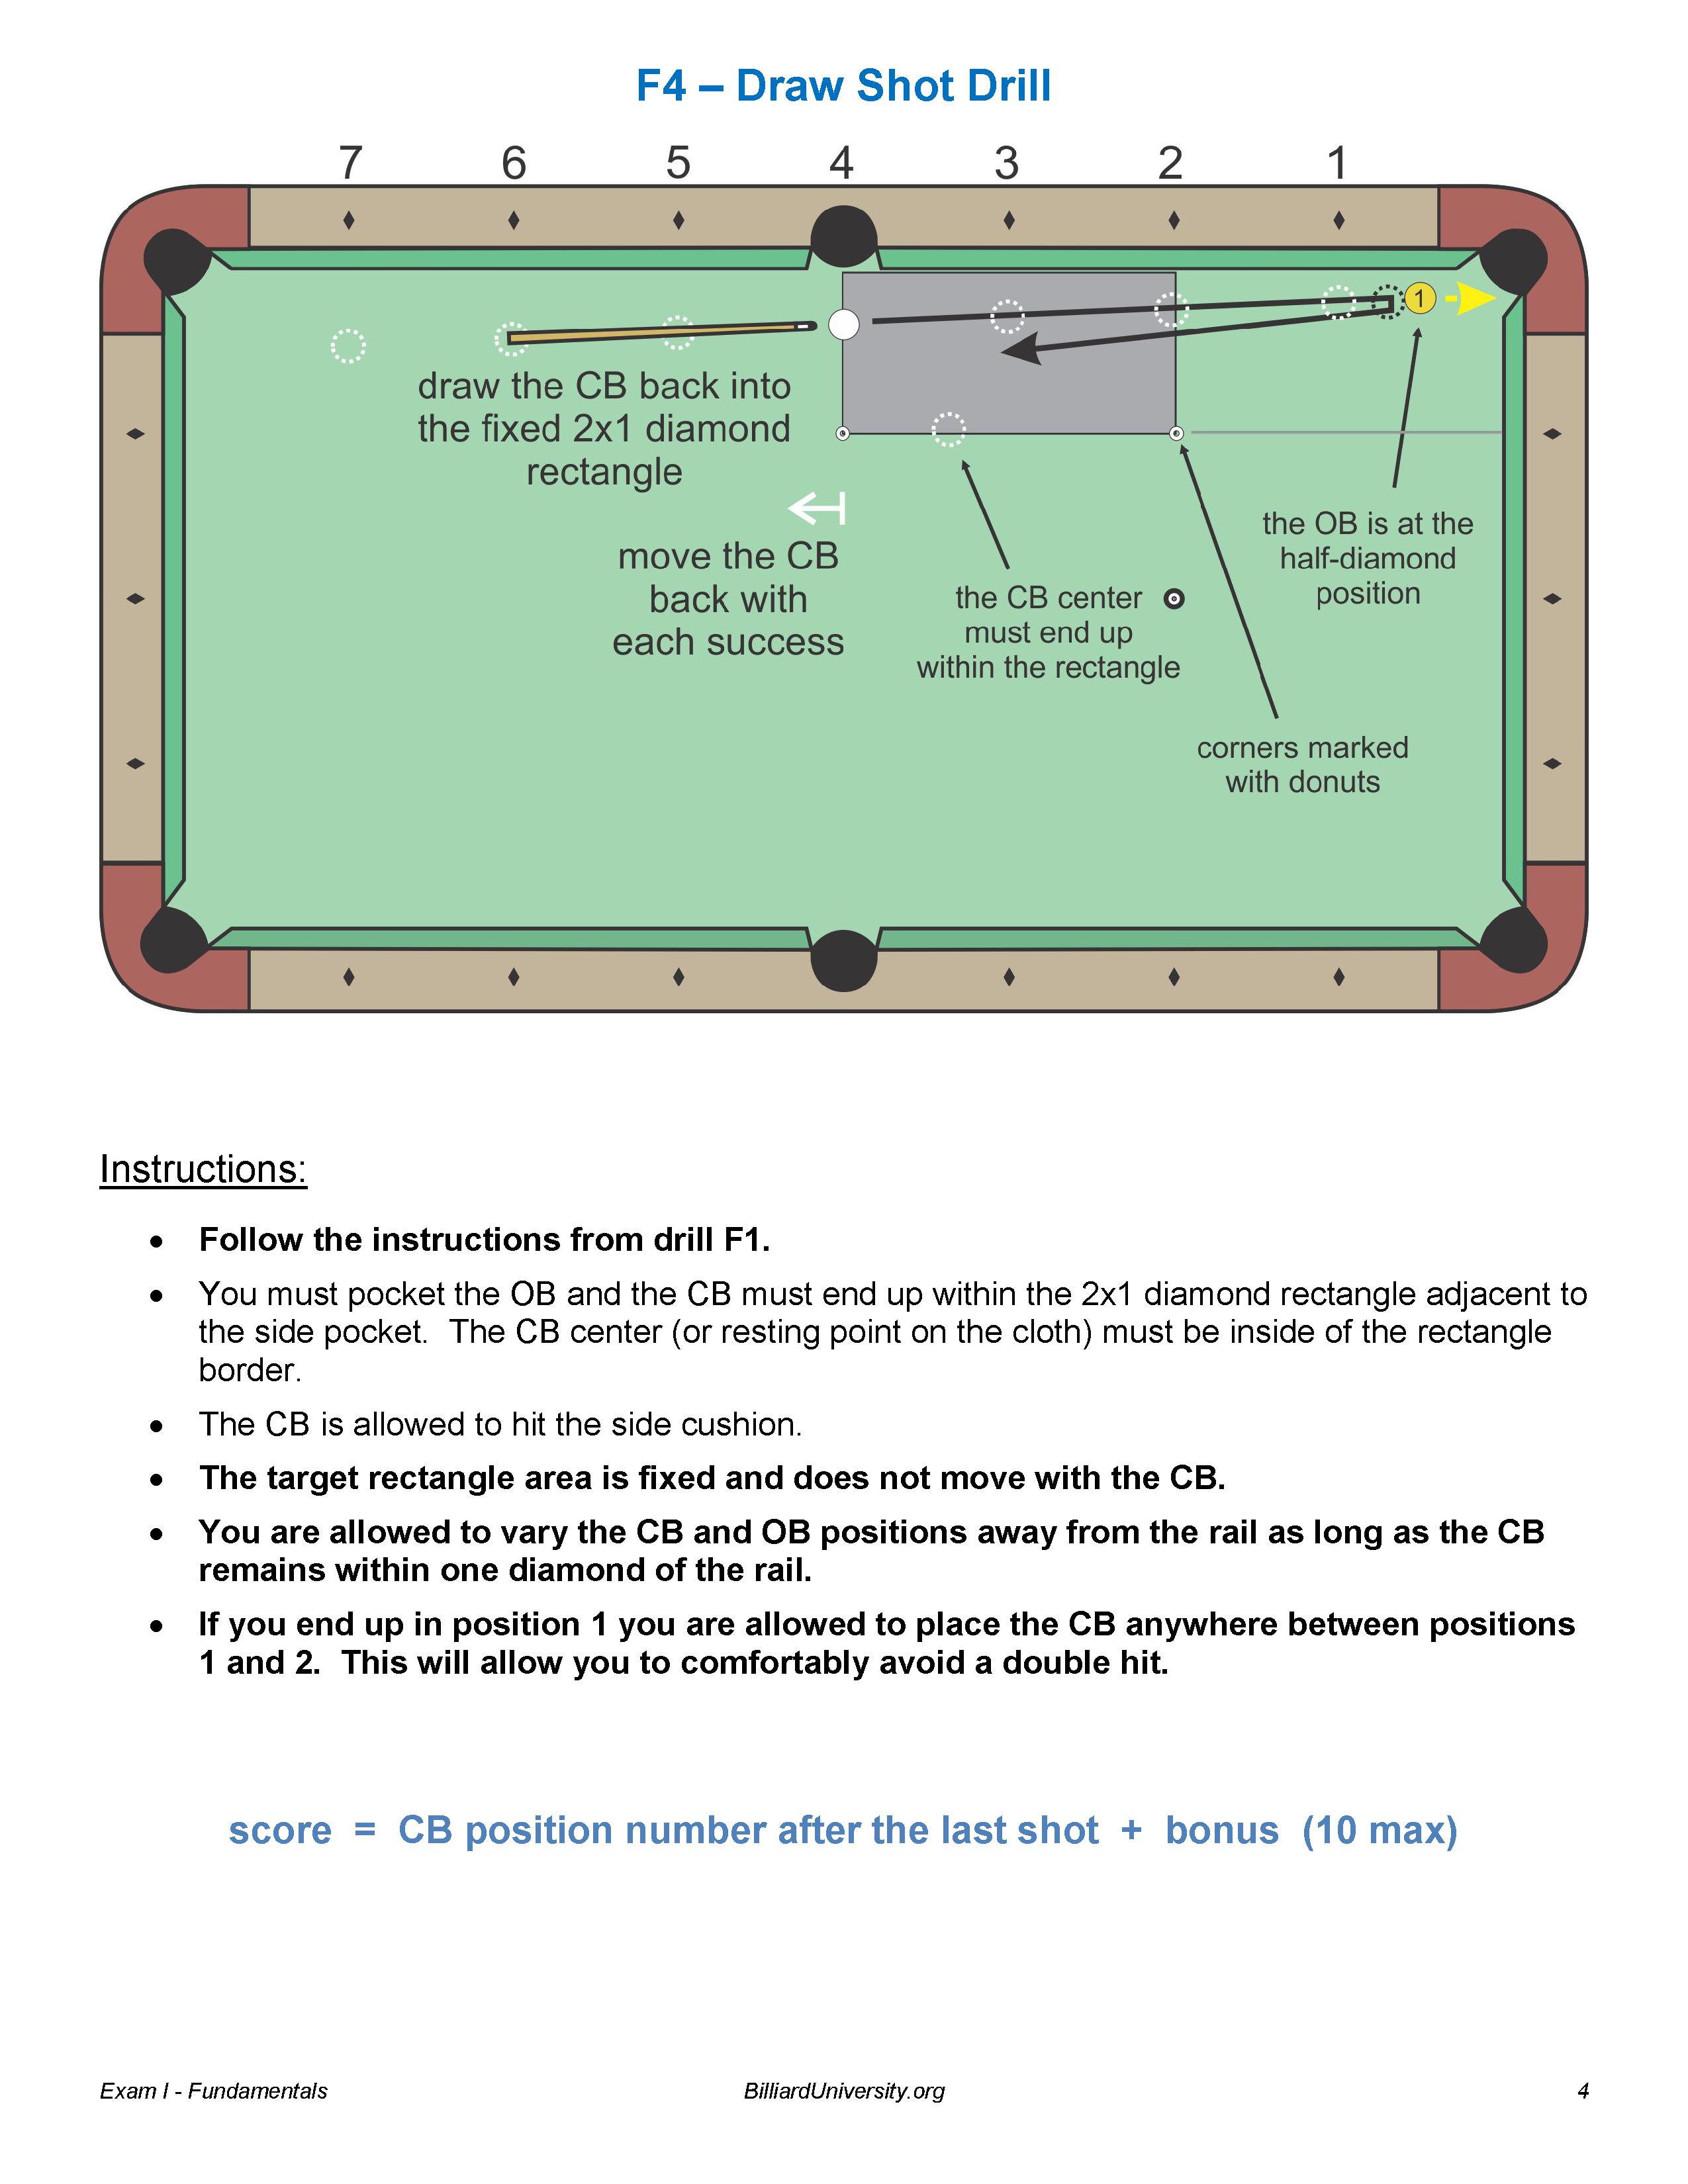 F4 – Draw Shot Drill
7 6 5 4 3 2 1
1
draw the CB back into
the fixed 2x1 diamond
rectangle
move the CB
back with
each success
the CB center
must end up
within the rectangle
the OB is at the
half-diamond
position
corners marked
with donuts
Instructions:
• Follow the instructions from drill F1.
• You must pocket the OB and the CB must end up within the 2x1 diamond rectangle adjacent to
the side pocket.  The CB center (or resting point on the cloth) must be inside of the rectangle
border.
• The CB is allowed to hit the side cushion.
• The target rectangle area is fixed and does not move with the CB.
• You are allowed to vary the CB and OB positions away from the rail as long as the CB
remains within one diamond of the rail.
• If you end up in position 1 you are allowed to place the CB anywhere between positions
1 and 2.  This will allow you to comfortably avoid a double hit.
score = CB position number after the last shot + bonus (10 max)
Exam I - Fundamentals BilliardUniversity.org 4